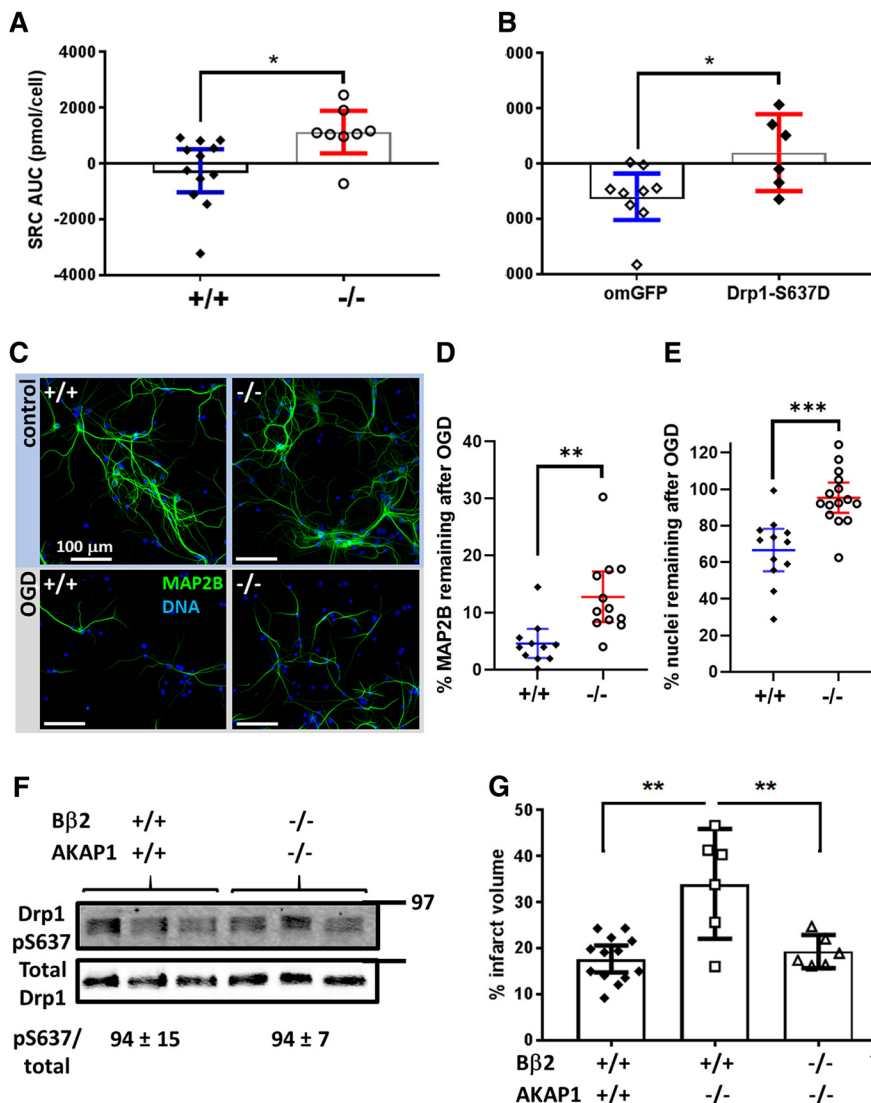 A
SRC AUC (pmol/cell)
4000
2000
0
-2000
-4000
*
+/+
-/-
B
000
000
0
000
000
*
omGFP
Drp1-S637D
C
control
+/+
-/-
100 µm
OGD
+/+
MAP2B
DNA
-/-
D
% MAP2B remaining after OGD
40
30
20
10
0
**
+/+
-/-
E
% nuclei remaining after OGD
120
100
80
60
40
20
0
***
+/+
-/-
F
Bβ2 +/+ -/-
AKAP1 +/+ -/-
97
Drp1
pS637
Total
Drp1
pS637/
total
94 ± 15 94 ± 7
G
% infarct volume
50
40
30
20
10
0
** **
Bβ2 +/+ +/+ -/-
AKAP1 +/+ -/- -/-